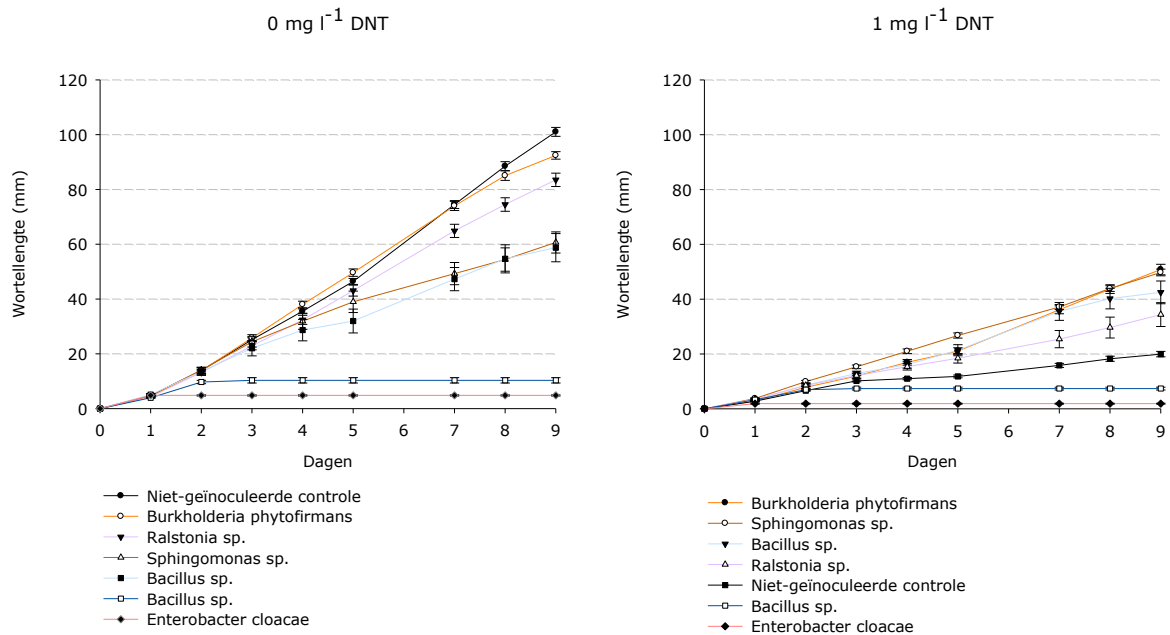 0 mg l⁻¹ DNT
120
100
80
60
40
20
0
Wortellengte (mm)
0 1 2 3 4 5 7 8 9
Dagen
Niet-geïnoculeerde controle
Burkholderia phytofirmans
Ralstonia sp.
Sphingomonas sp.
Bacillus sp.
Bacillus sp.
Enterobacter cloacae
1 mg l⁻¹ DNT
120
100
80
60
40
20
0
Wortellengte (mm)
0 1 2 3 4 5 7 8 9
Dagen
Burkholderia phytofirmans
Sphingomonas sp.
Bacillus sp.
Ralstonia sp.
Niet-geïnoculeerde controle
Bacillus sp.
Enterobacter cloacae